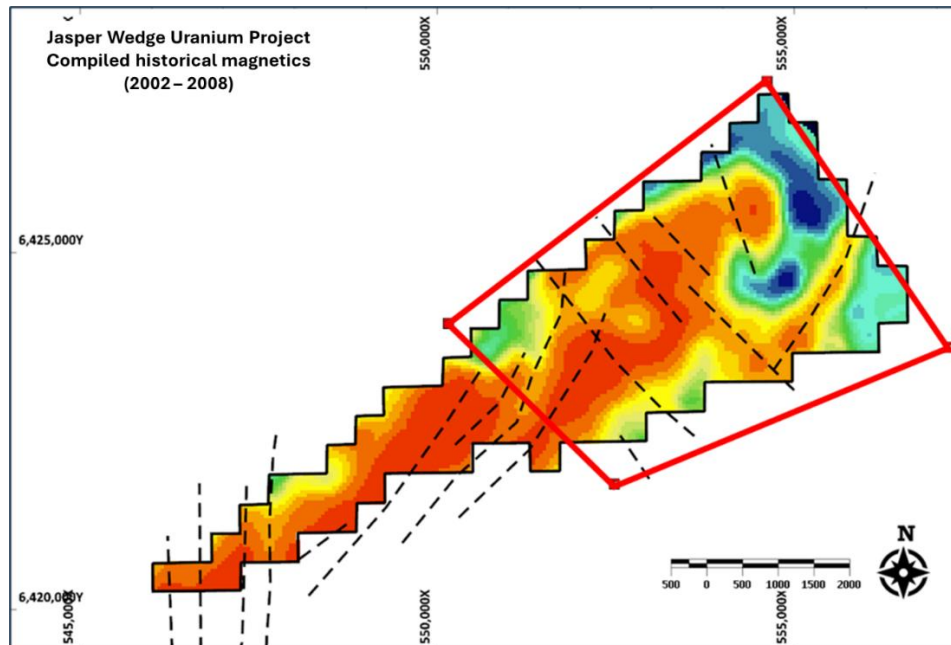 Jasper Wedge Uranium Project
Compiled historical magnetics
(2002 – 2008)
550,000X
555,000X
6,425,000Y
6,420,000Y
N
500 0 500 1000 1500 2000
545,000X
550,000X
555,000X